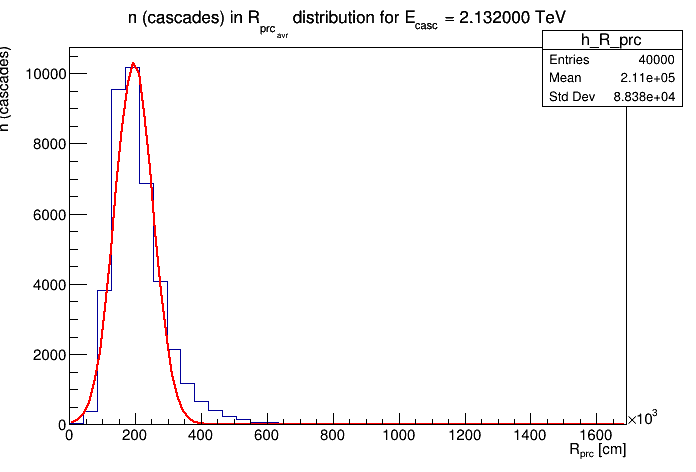 n (cascades) in R_prc_avr distribution for E_casc = 2.132000 TeV
h_R_prc
Entries 40000
Mean 2.11e+05
Std Dev 8.838e+04
n (cascades)
10000
8000
6000
4000
2000
0
0 200 400 600 800 1000 1200 1400 1600
×10³
R_prc [cm]